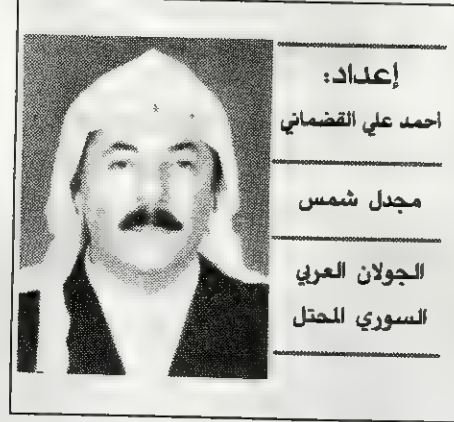 إعداد:
احمد علي القضماني
مجدل شمس
الجولان العربي
السوري المحتل